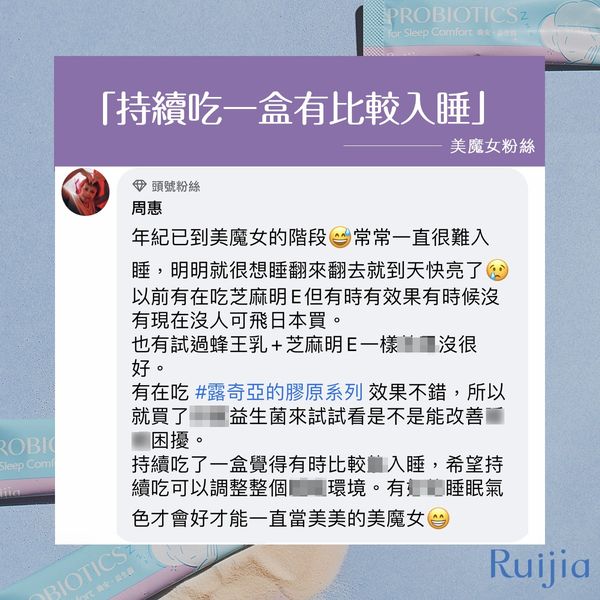 PROBIOTICS
for Sleep Comfort
「持續吃一盒有比較入睡」
美魔女粉絲
頭號粉絲
周惠
年紀已到美魔女的階段😅常常一直很難入
睡，明明就很想睡翻來翻去就到天快亮了😢
以前有在吃芝麻明E但有時有效果有時候沒
有現在沒人可飛日本買。
也有試過蜂王乳+芝麻明E一樣沒很
好。
有在吃 #露奇亞的膠原系列 效果不錯，所以
就買了益生菌來試試看是不是能改善
困擾。
持續吃了一盒覺得有時比較入睡，希望持
續吃可以調整整個環境。有睡眠氣
色才會好才能一直當美美的美魔女😁
PROBIOTICS
Sleep Comfort
Ruijia
PROBIOTICS
Ruijia